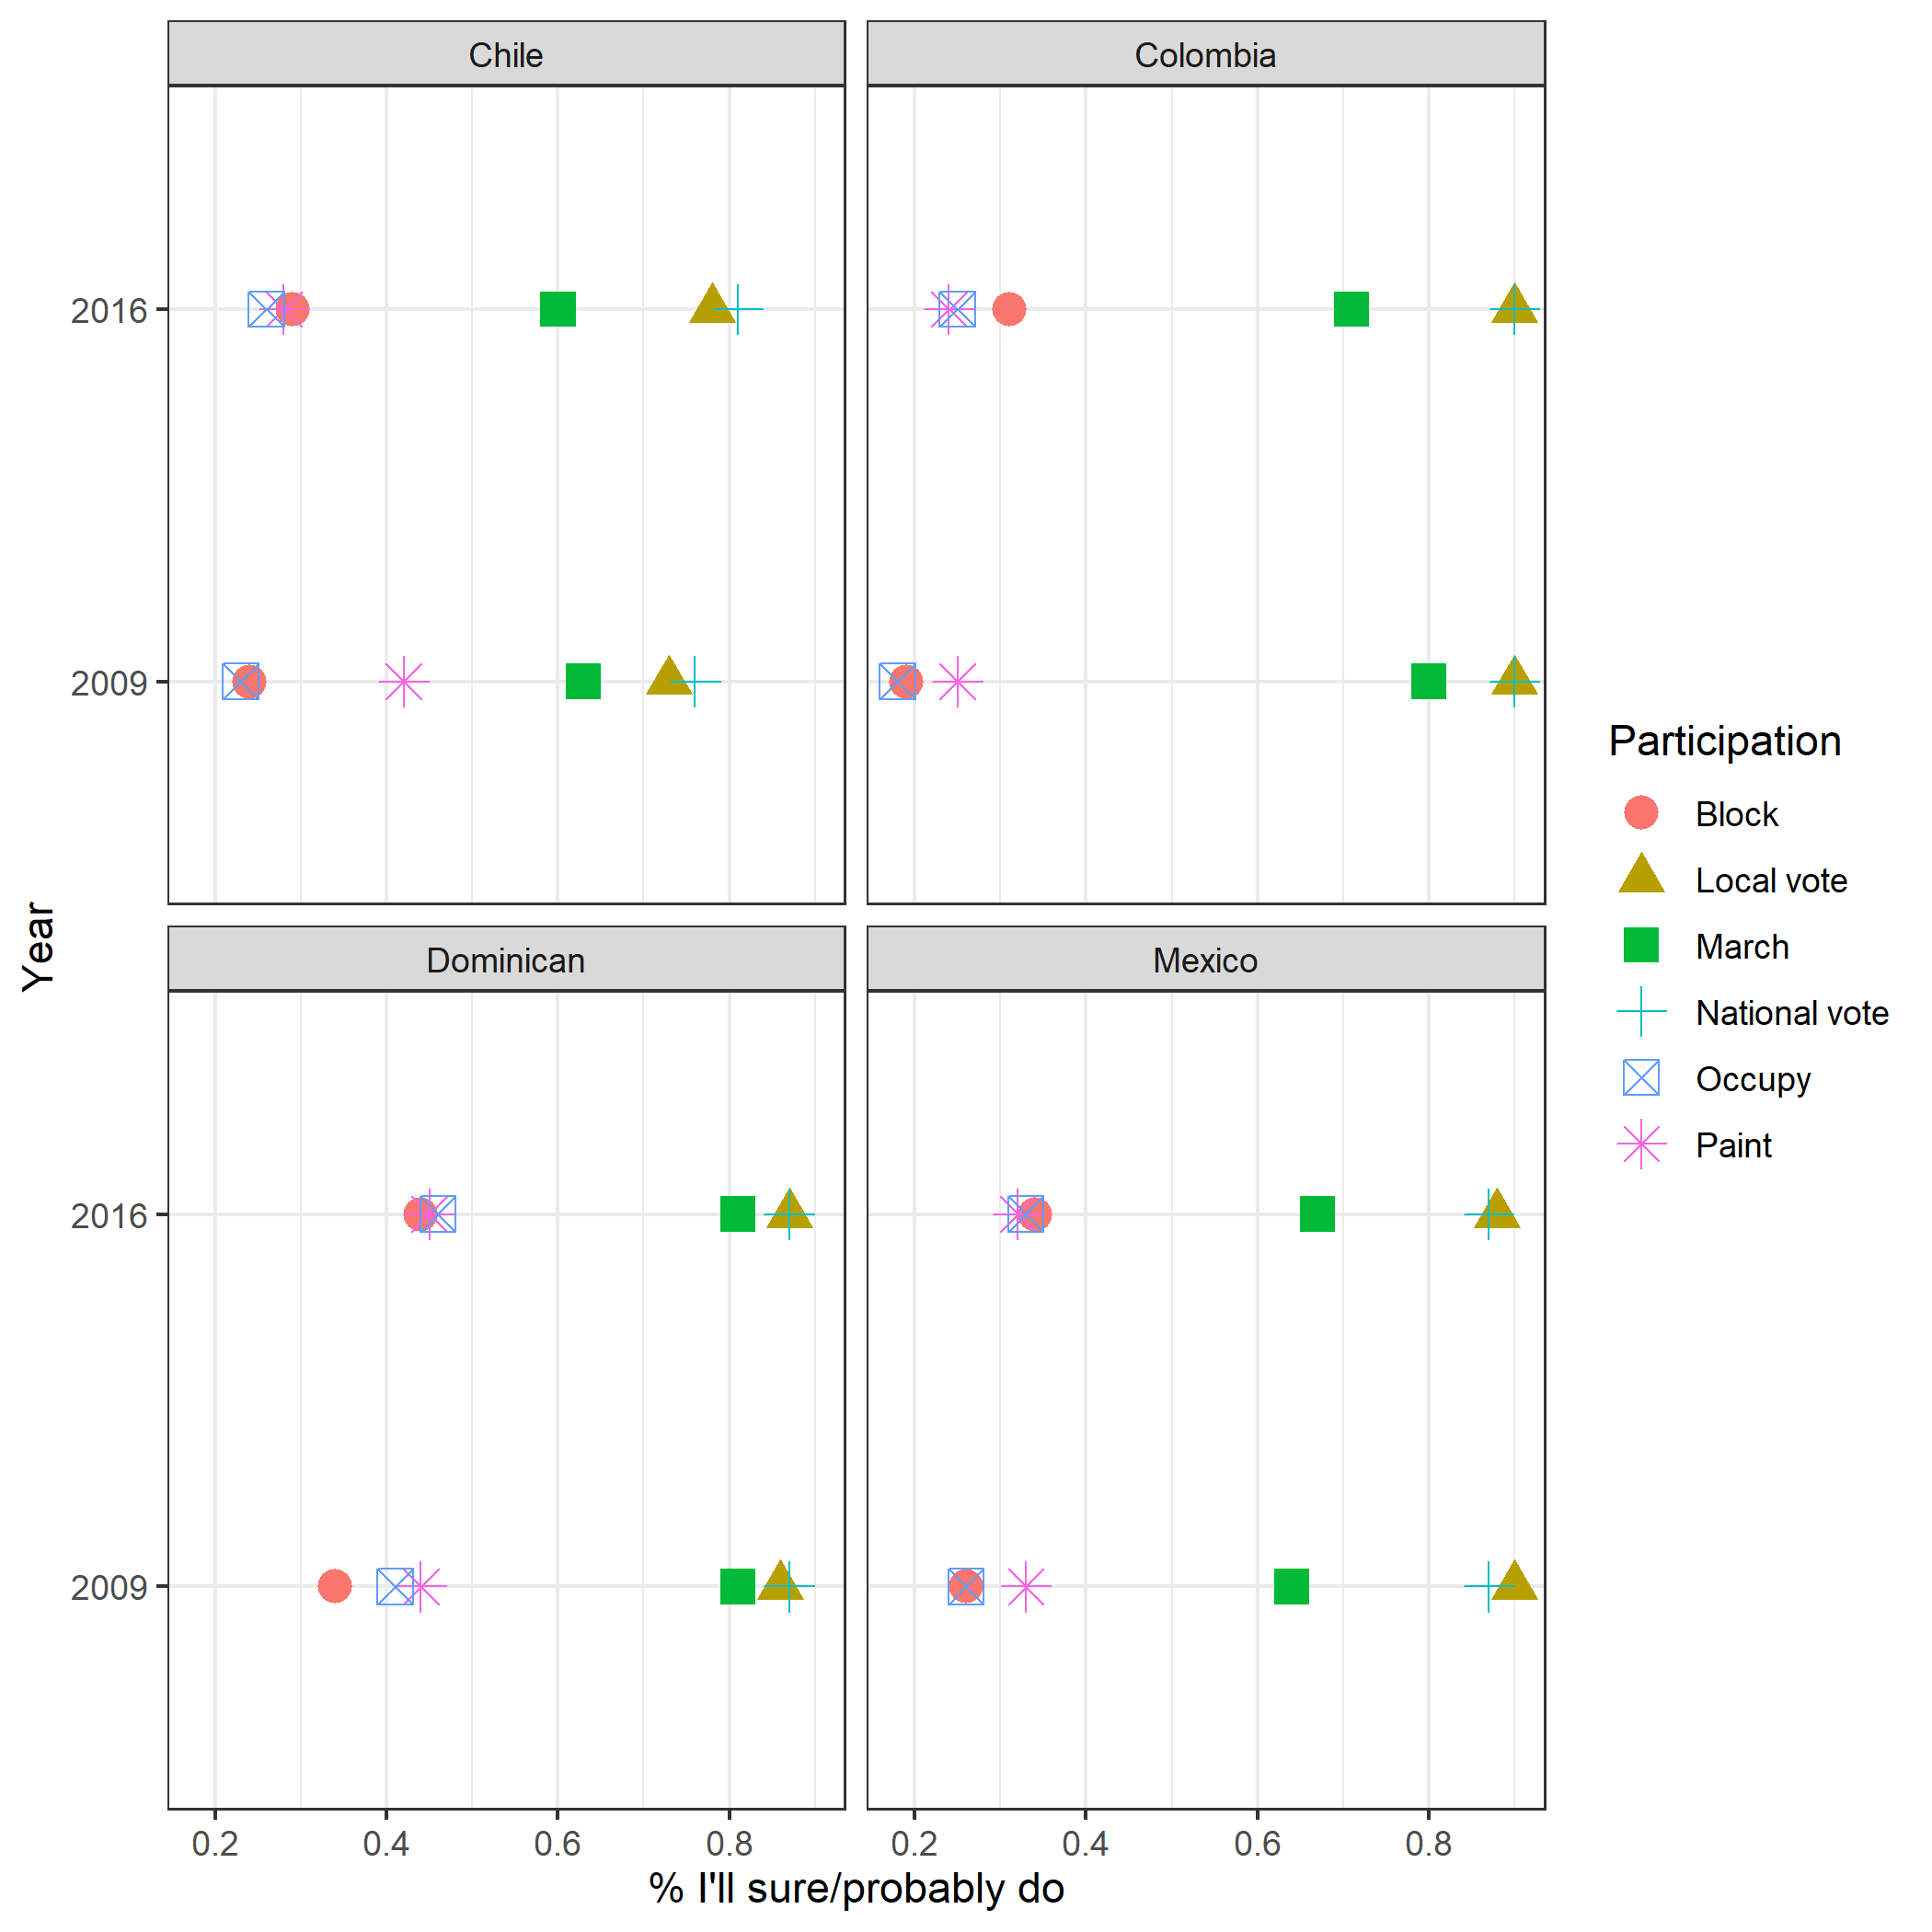 Chile
Colombia
2016
2009
Dominican
Mexico
2016
2009
0.2 0.4 0.6 0.8 0.2 0.4 0.6 0.8
% I'll sure/probably do
Year
Participation
Block
Local vote
March
National vote
Occupy
Paint